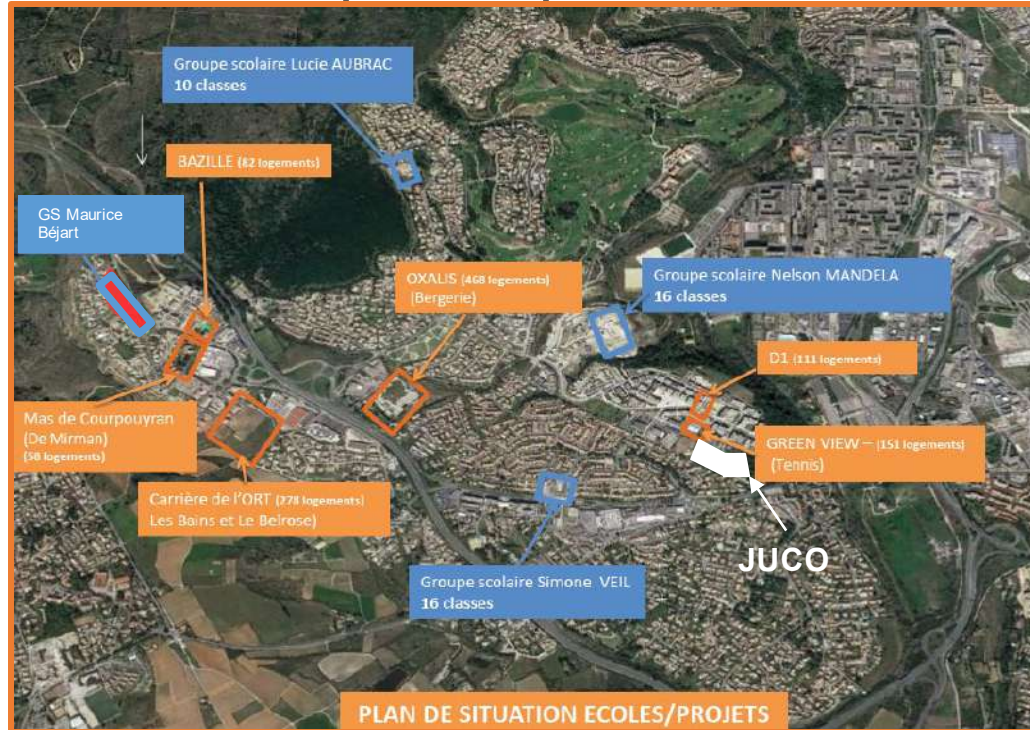 Groupe scolaire Lucie AUBRAC
10 classes
BAZILLE (82 logements)
GS Maurice
Béjart
OXALIS (468 logements)
(Bergerie)
Groupe scolaire Nelson MANDELA
16 classes
D1 (111 logements)
Mas de Courpouyran
(De Mirman)
(58 logements)
GREEN VIEW – (151 logements)
(Tennis)
Carrière de l'ORT (278 logements)
Les Bains et Le Belrose)
JUCO
Groupe scolaire Simone VEIL
16 classes
PLAN DE SITUATION ECOLES/PROJETS